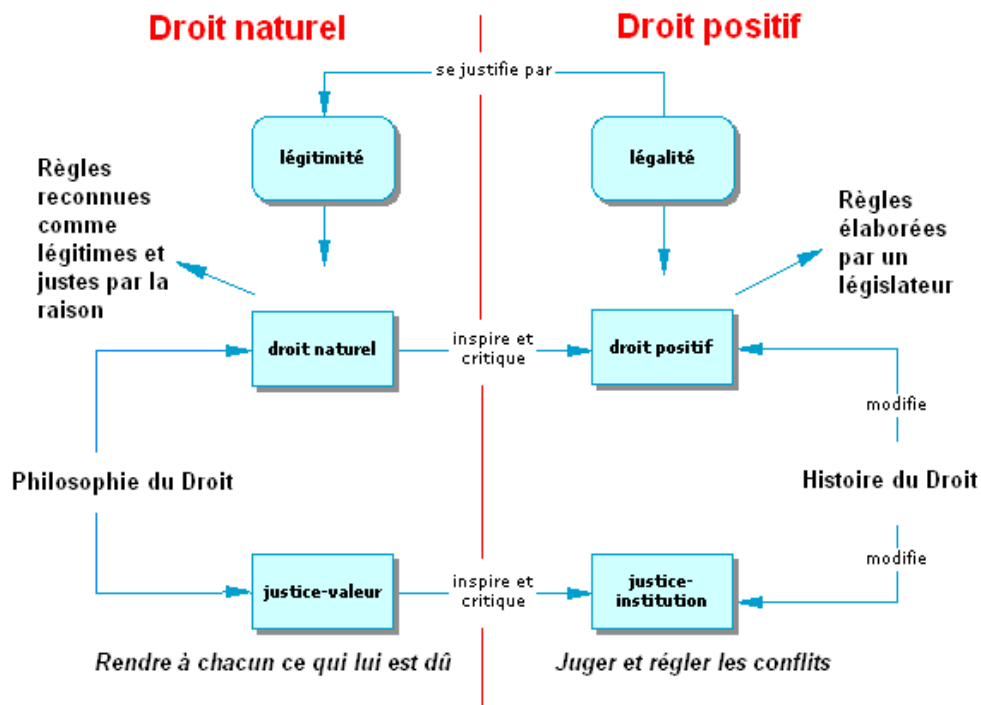 Droit naturel
Droit positif
se justifie par
légitimité
légalité
Règles
reconnues
comme
légitimes et
justes par la
raison
Règles
élaborées
par un
législateur
droit naturel
inspire et
critique
droit positif
modifie
Philosophie du Droit
Histoire du Droit
modifie
justice-valeur
inspire et
critique
justice-
institution
Rendre à chacun ce qui lui est dû
Juger et régler les conflits